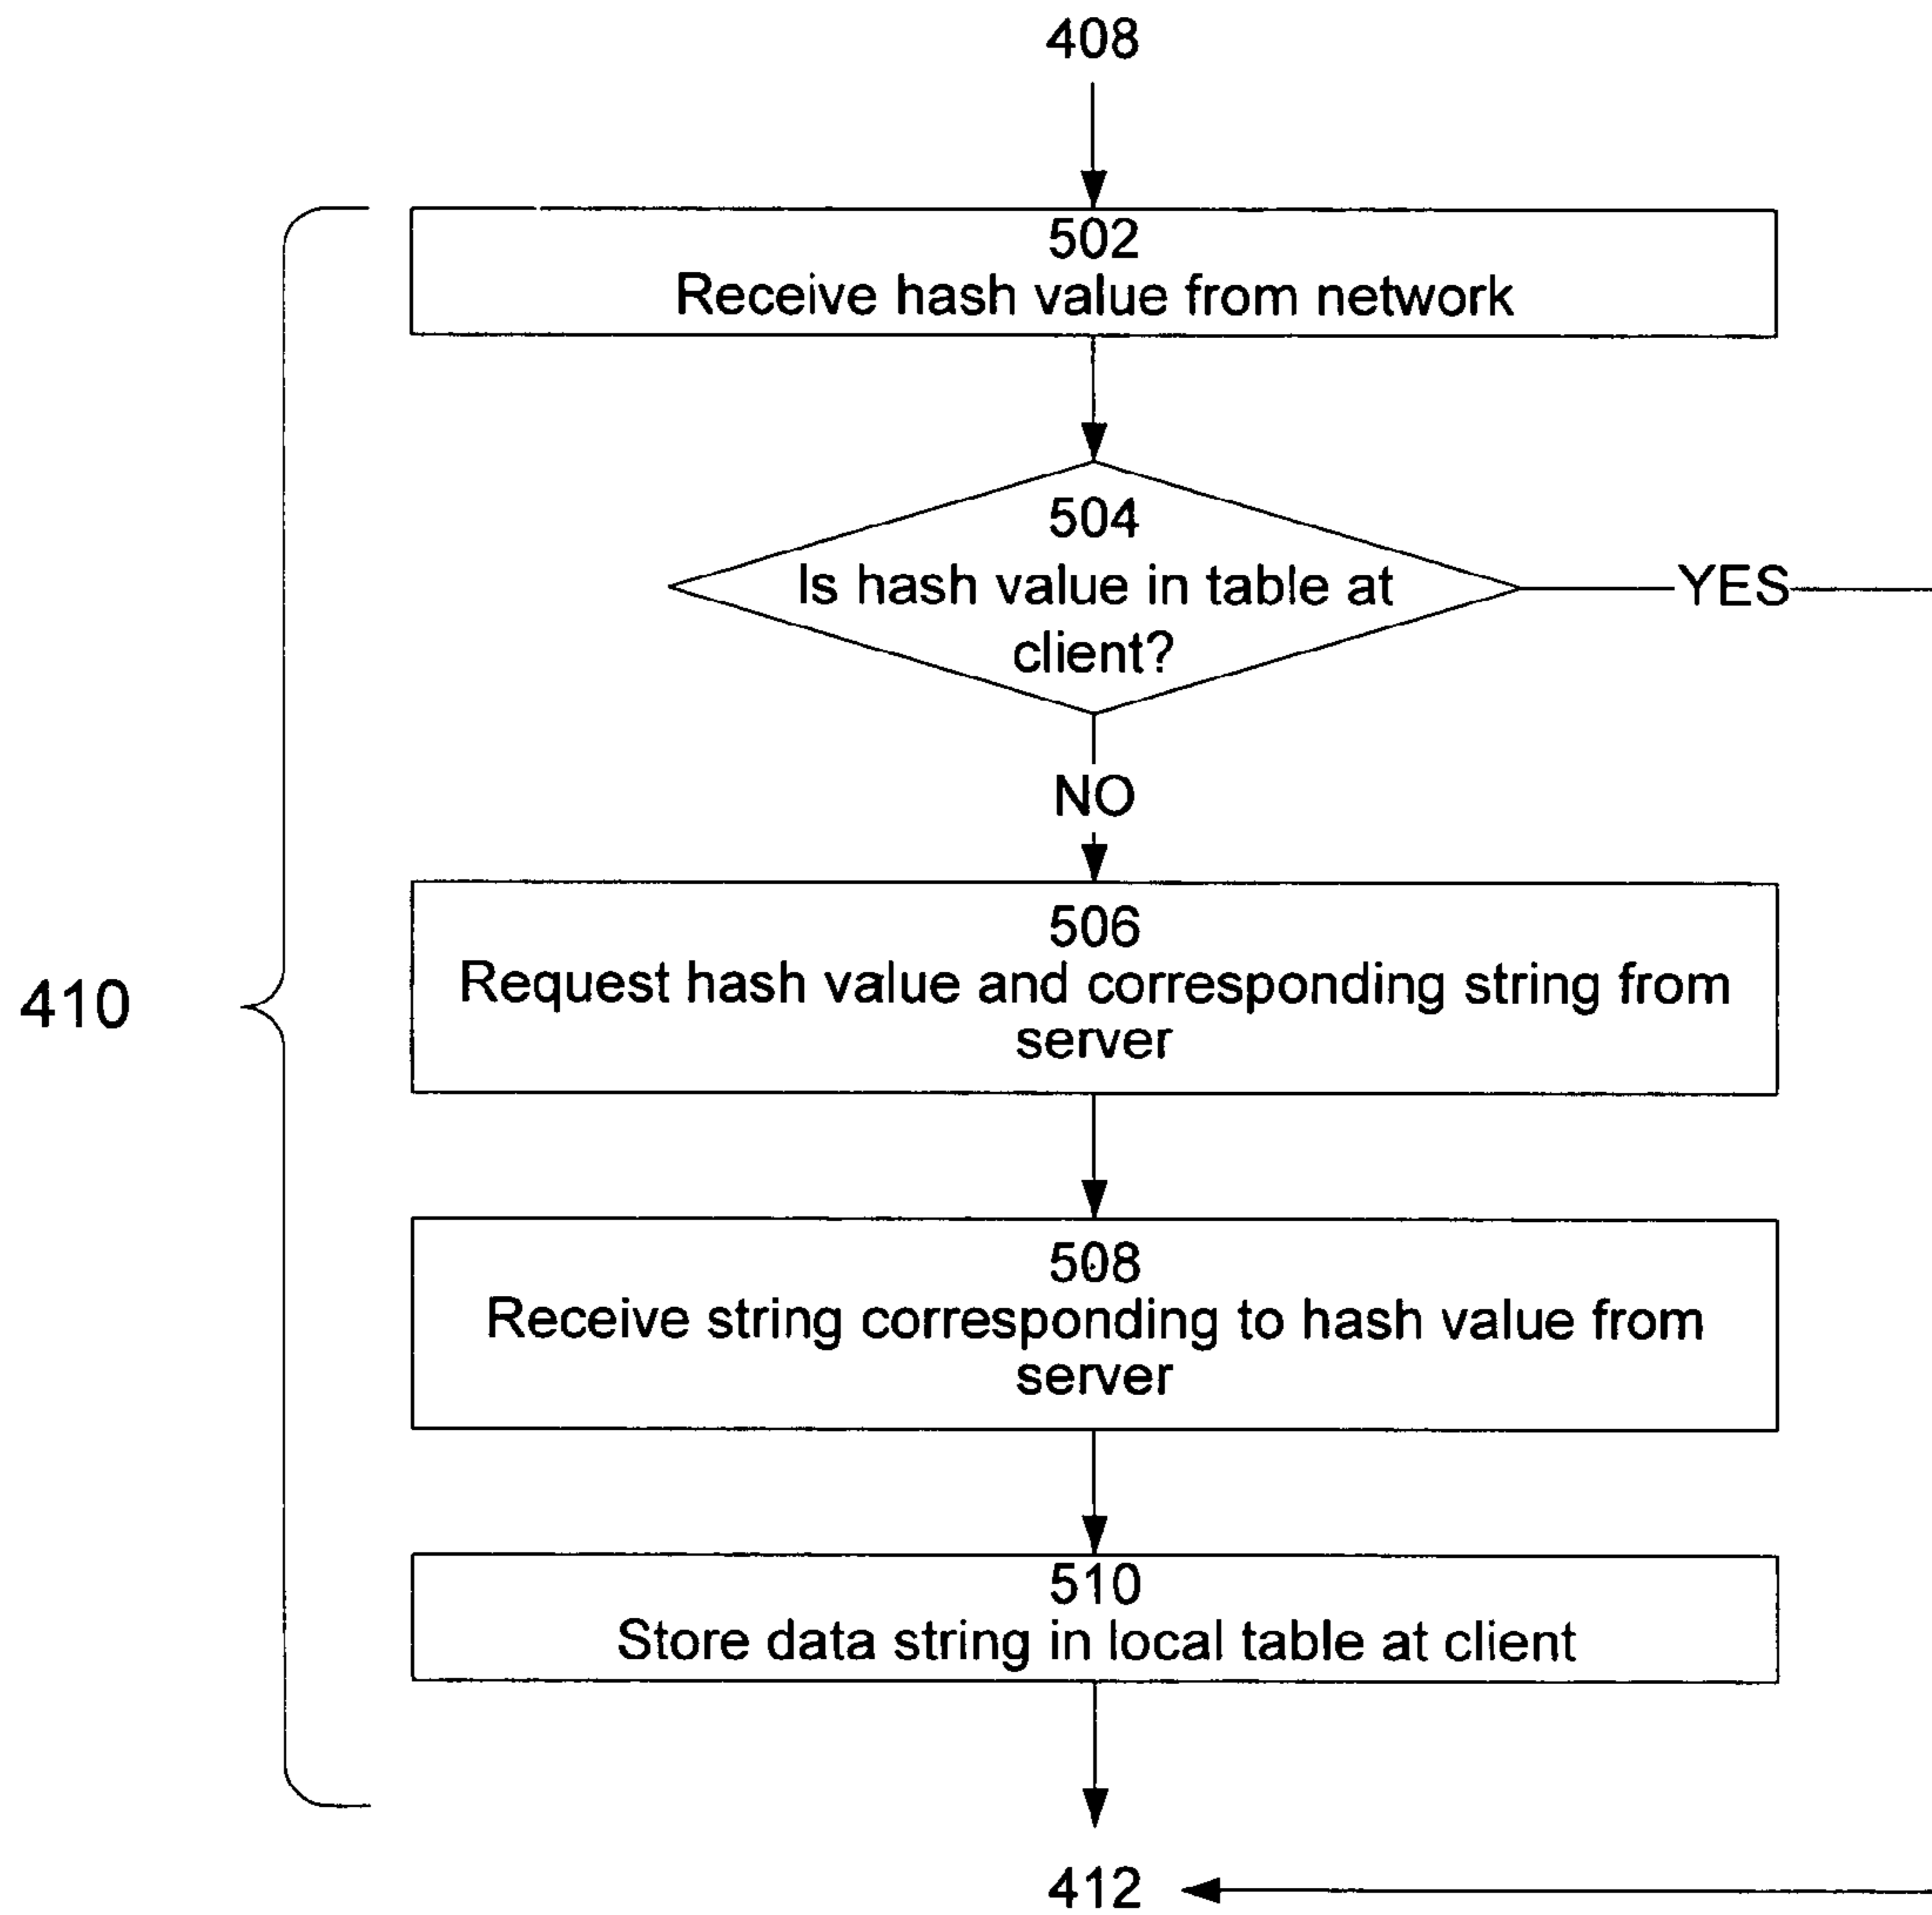 408
502
Receive hash value from network
504
Is hash value in table at
client?
YES
NO
506
Request hash value and corresponding string from
server
410
508
Receive string corresponding to hash value from
server
510
Store data string in local table at client
412